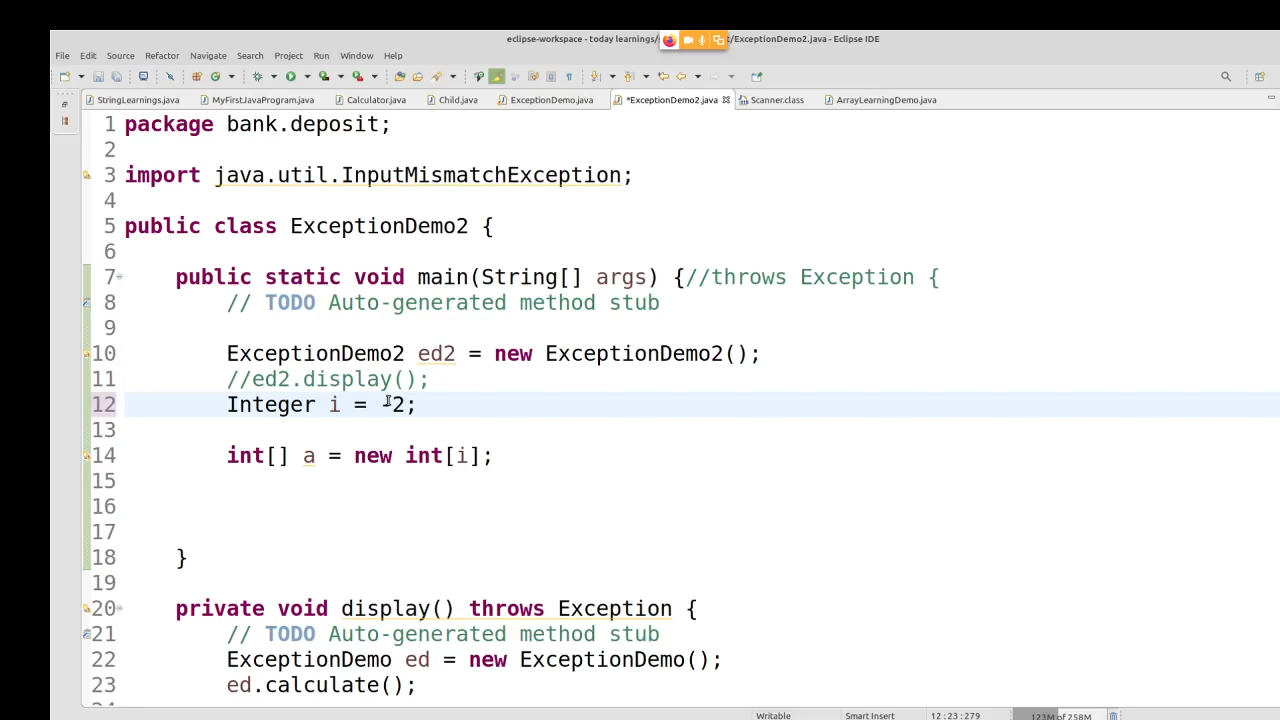 eclipse-workspace - today learnings/ t/ExceptionDemo2.java - Eclipse IDE
File Edit Source Refactor Navigate Search Project Run Window Help
StringLearnings.java MyFirstJavaProgram.java Calculator.java Child.java ExceptionDemo.java *ExceptionDemo2.java Scanner.class ArrayLearningDemo.java
1 package bank.deposit;
2
3 import java.util.InputMismatchException;
4
5 public class ExceptionDemo2 {
6
7 public static void main(String[] args) {//throws Exception {
8 // TODO Auto-generated method stub
9
10 ExceptionDemo2 ed2 = new ExceptionDemo2();
11 //ed2.display();
12 Integer i = -2;
13
14 int[] a = new int[i];
15
16
17
18 }
19
20 private void display() throws Exception {
21 // TODO Auto-generated method stub
22 ExceptionDemo ed = new ExceptionDemo();
23 ed.calculate();
Writable Smart Insert 12 : 23 : 279 123M of 258M